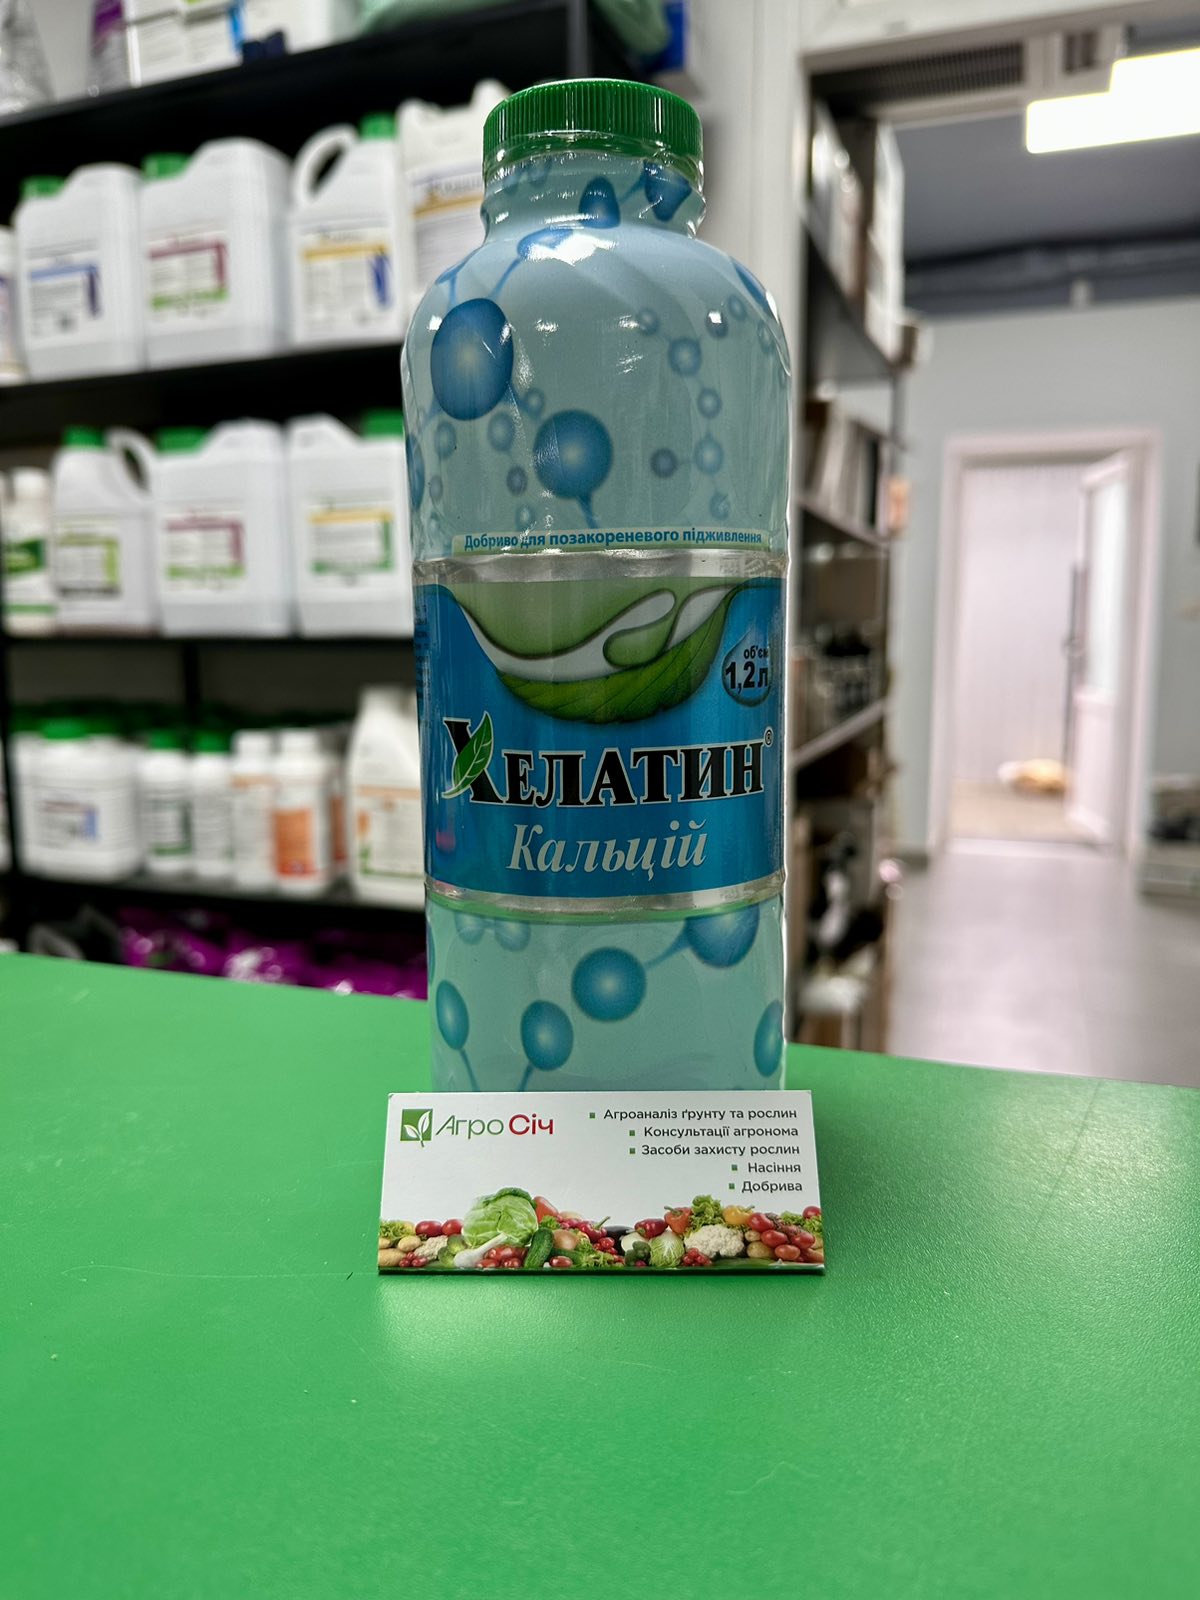 Добриво для позакореневого підживлення
об'єм
1,2 л
ХЕЛАТИН®
Кальцій
Агро Січ
Агроаналіз ґрунту та рослин
Консультації агронома
Засоби захисту рослин
Насіння
Добрива